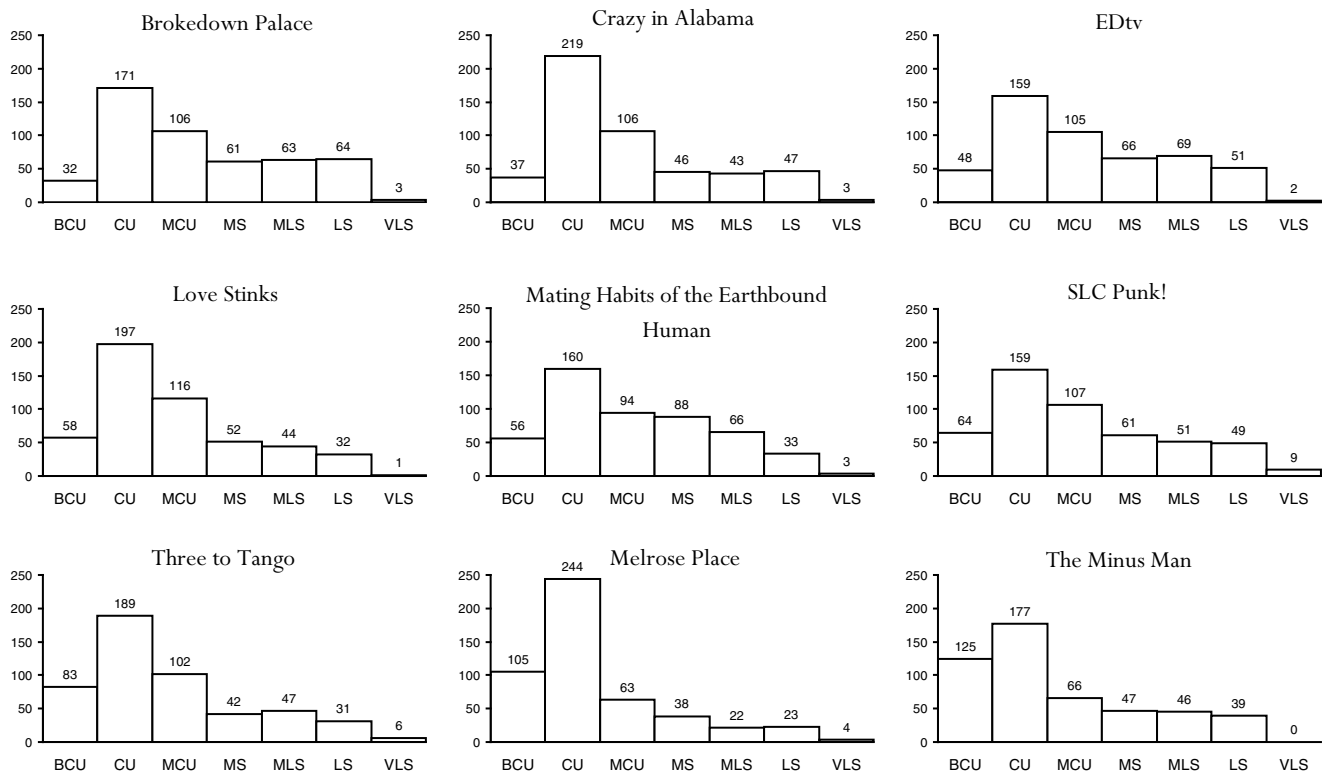 Brokedown Palace
250
200
150
100
50
0
32 171 106 61 63 64 3
BCU CU MCU MS MLS LS VLS
Crazy in Alabama
250
200
150
100
50
0
37 219 106 46 43 47 3
BCU CU MCU MS MLS LS VLS
EDtv
250
200
150
100
50
0
48 159 105 66 69 51 2
BCU CU MCU MS MLS LS VLS
Love Stinks
250
200
150
100
50
0
58 197 116 52 44 32 1
BCU CU MCU MS MLS LS VLS
Mating Habits of the Earthbound
Human
250
200
150
100
50
0
56 160 94 88 66 33 3
BCU CU MCU MS MLS LS VLS
SLC Punk!
250
200
150
100
50
0
64 159 107 61 51 49 9
BCU CU MCU MS MLS LS VLS
Three to Tango
250
200
150
100
50
0
83 189 102 42 47 31 6
BCU CU MCU MS MLS LS VLS
Melrose Place
250
200
150
100
50
0
105 244 63 38 22 23 4
BCU CU MCU MS MLS LS VLS
The Minus Man
250
200
150
100
50
0
125 177 66 47 46 39 0
BCU CU MCU MS MLS LS VLS